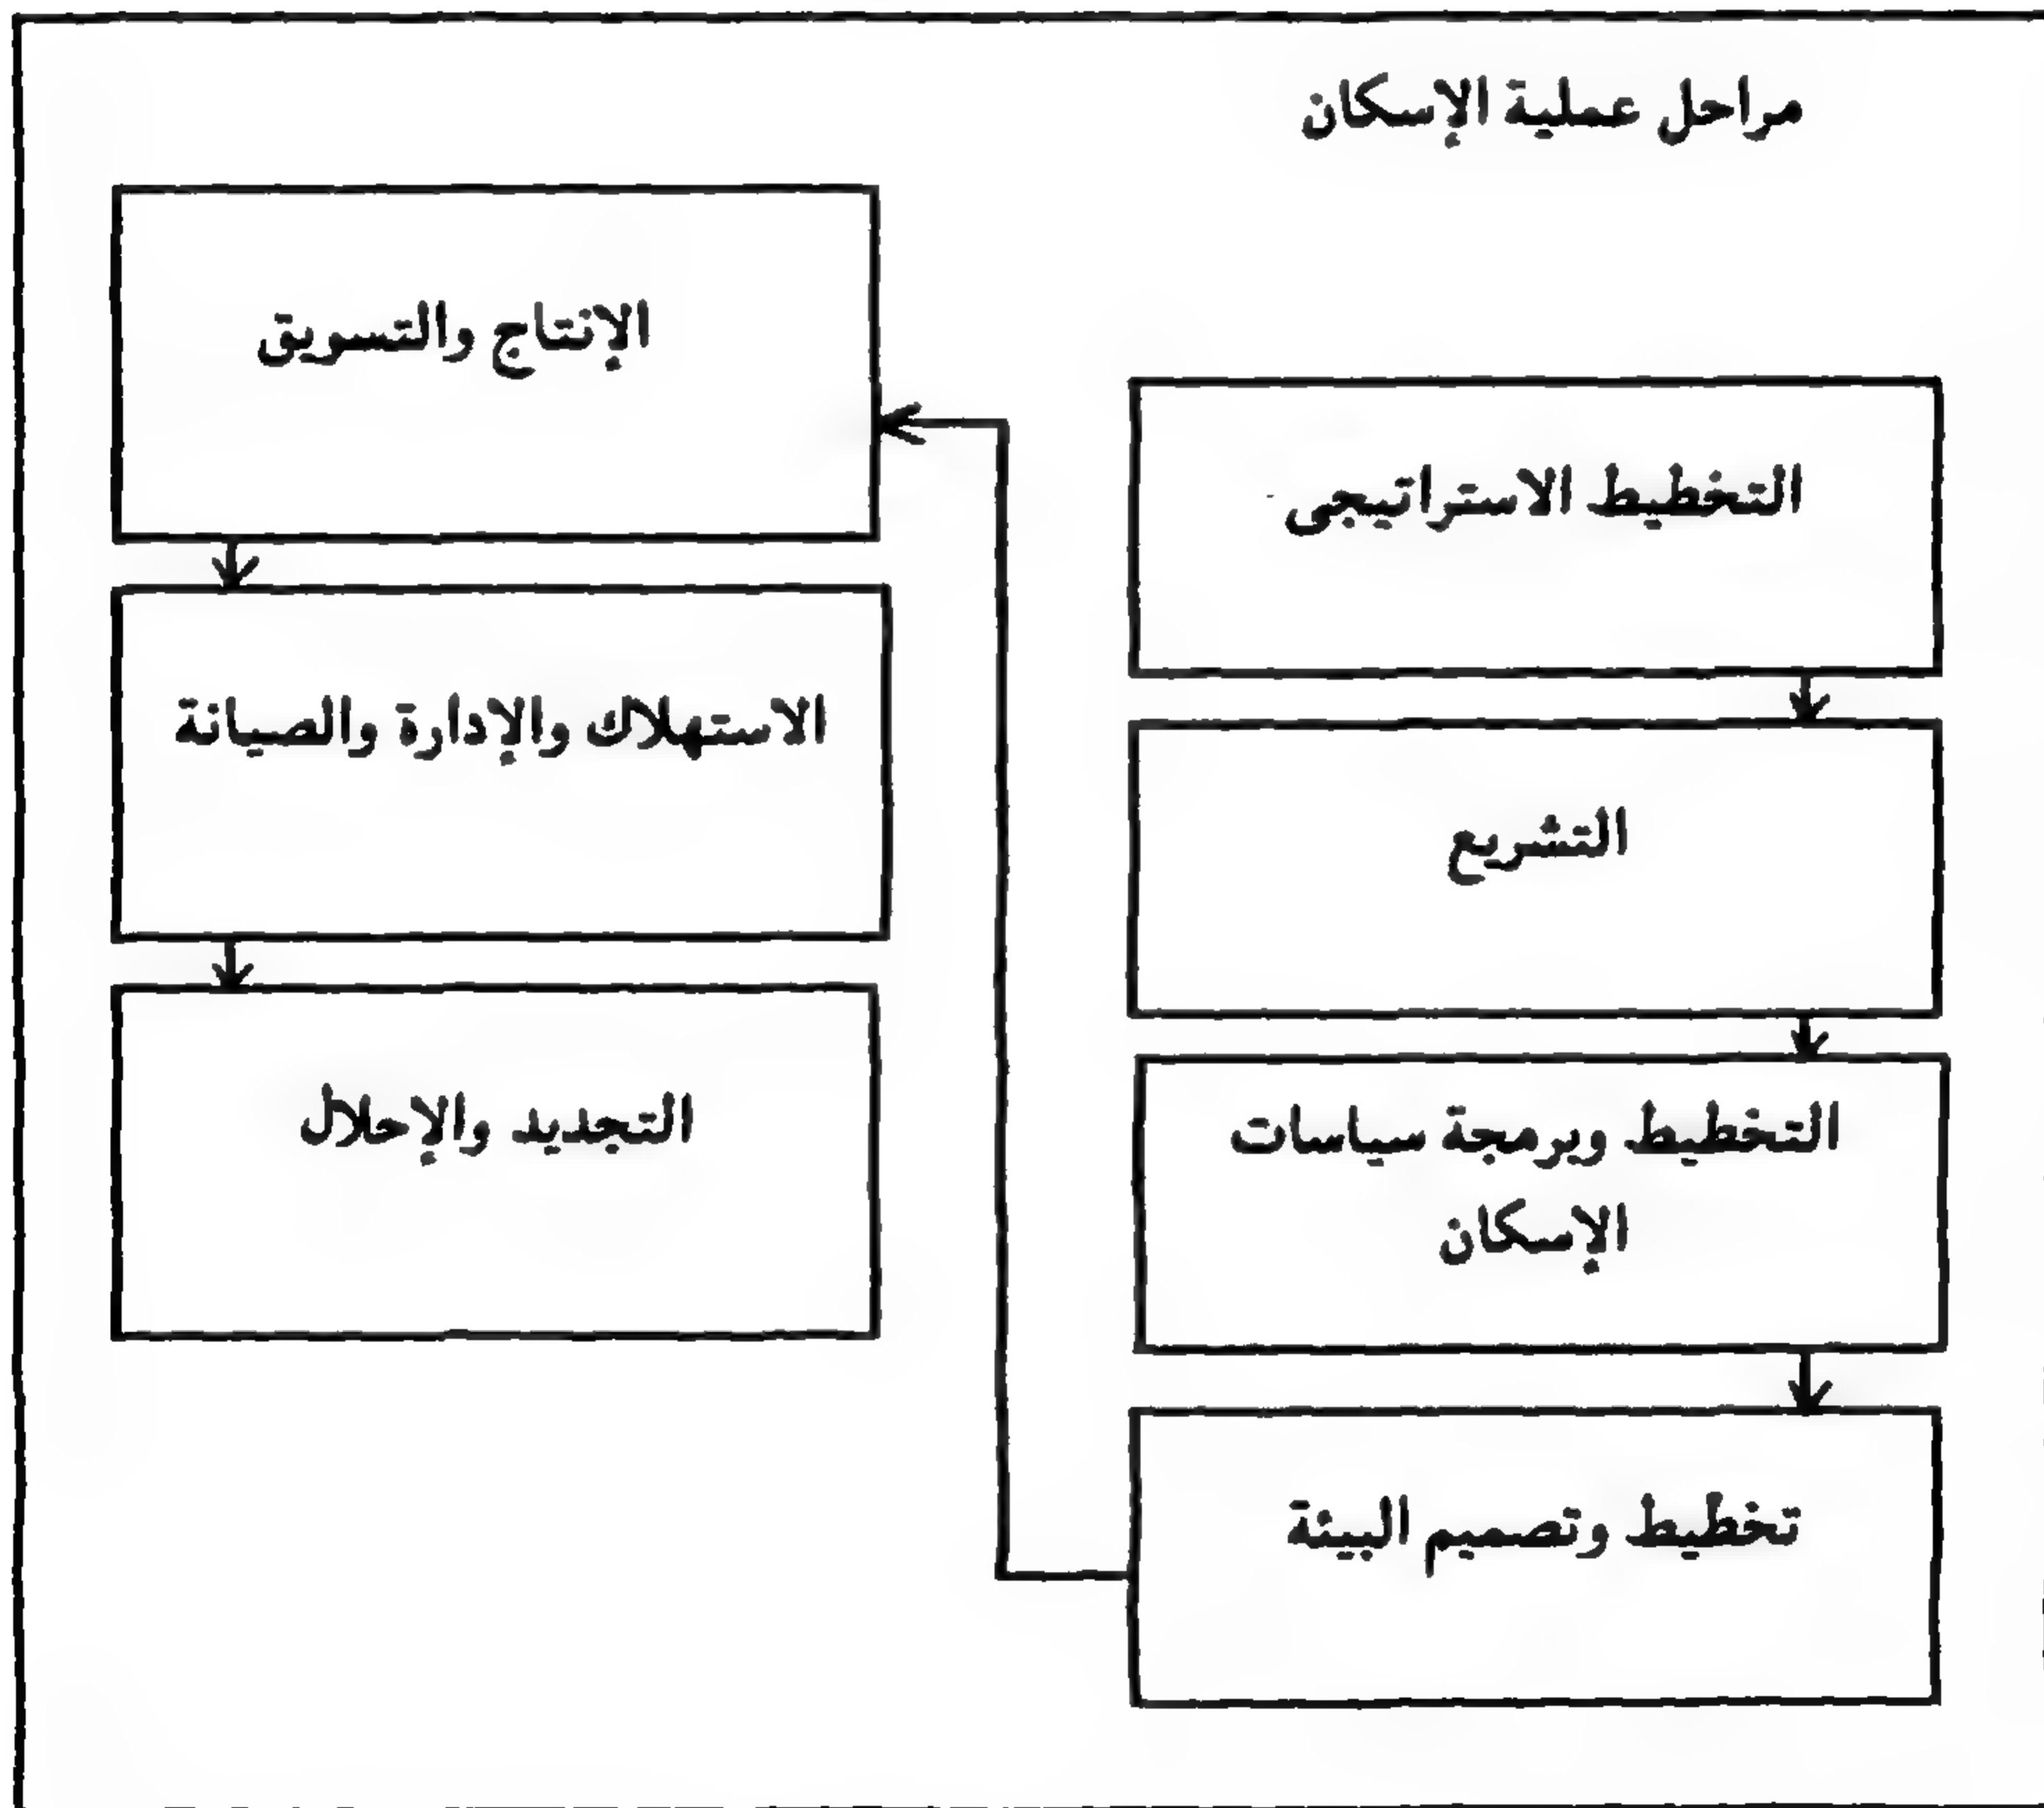 مراحل عملية الإسكان
التخطيط الاستراتيجى
التشريع
التخطيط وبرمجة سياسات
الإسكان
تخطيط وتصميم البيئة
الإنتاج والتسويق
الاستهلاك والإدارة والصيانة
التجديد والإحلال